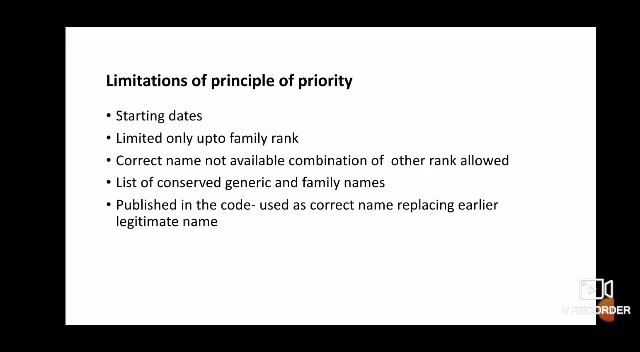 Limitations of principle of priority
• Starting dates
• Limited only upto family rank
• Correct name not available combination of other rank allowed
• List of conserved generic and family names
• Published in the code- used as correct name replacing earlier
legitimate name
V RECORDER